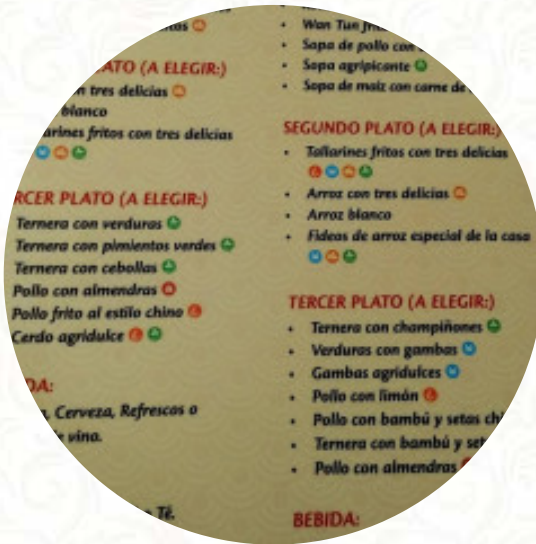 ATO (A ELEGIR:)
n tres delicias
blanco
arines fritos con tres delicias
RCER PLATO (A ELEGIR:)
Ternera con verduras
Ternera con pimientos verdes
Ternera con cebollas
Pollo con almendras
Pollo frito al estilo chino
Cerdo agridulce
DA:
Cerveza, Refrescos o
vino.
Té.
Wan Tun
Sopa de pollo con
Sopa agripicante
Sopa de maíz con carne de
SEGUNDO PLATO (A ELEGIR:)
Tallarines fritos con tres delicias
Arroz con tres delicias
Arroz blanco
Fideos de arroz especial de la casa
TERCER PLATO (A ELEGIR:)
Ternera con champiñones
Verduras con gambas
Gambas agridulces
Pollo con limón
Pollo con bambú y setas ch
Ternera con bambú y set
Pollo con almendras
BEBIDA: